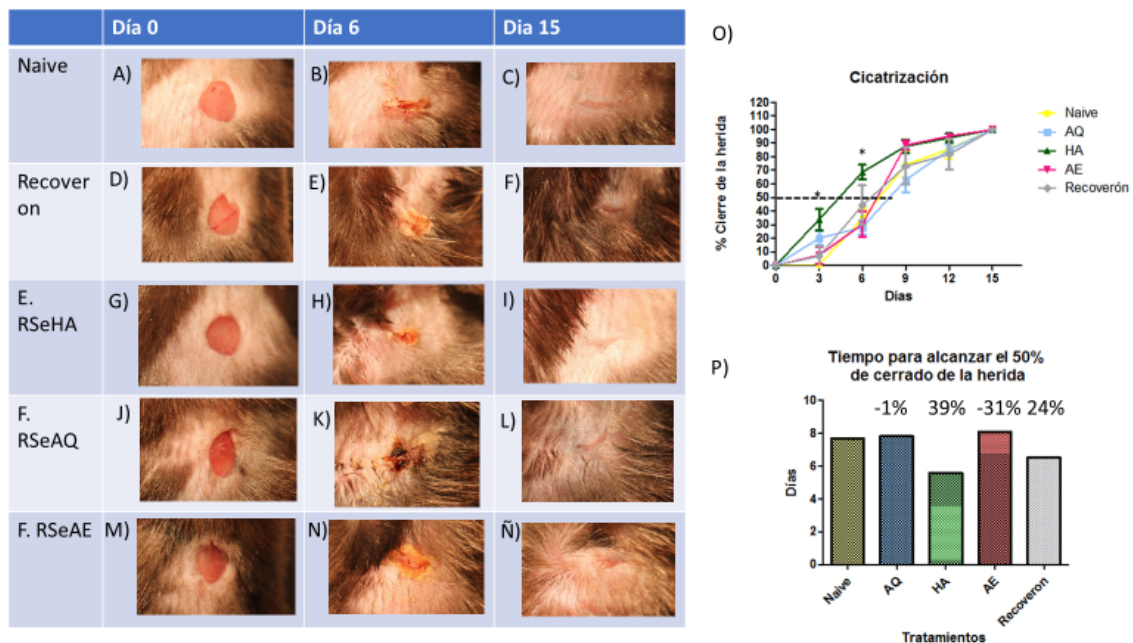 Día 0
Día 6
Dia 15
Naive
A)
B)
C)
Recover
on
D)
E)
F)
E.
RSeHA
G)
H)
I)
F.
RSeAQ
J)
K)
L)
F. RSeAE
M)
N)
Ñ)
O)
Cicatrización
% Cierre de la herida
120
110
100
90
80
70
60
50
40
30
20
10
0
*
*
0
3
6
9
12
15
Días
Naive
AQ
HA
AE
Recoverón
P)
Tiempo para alcanzar el 50%
de cerrado de la herida
-1% 39% -31% 24%
Días
10
8
6
4
2
0
Naive
AQ
HA
AE
Recoveron
Tratamientos